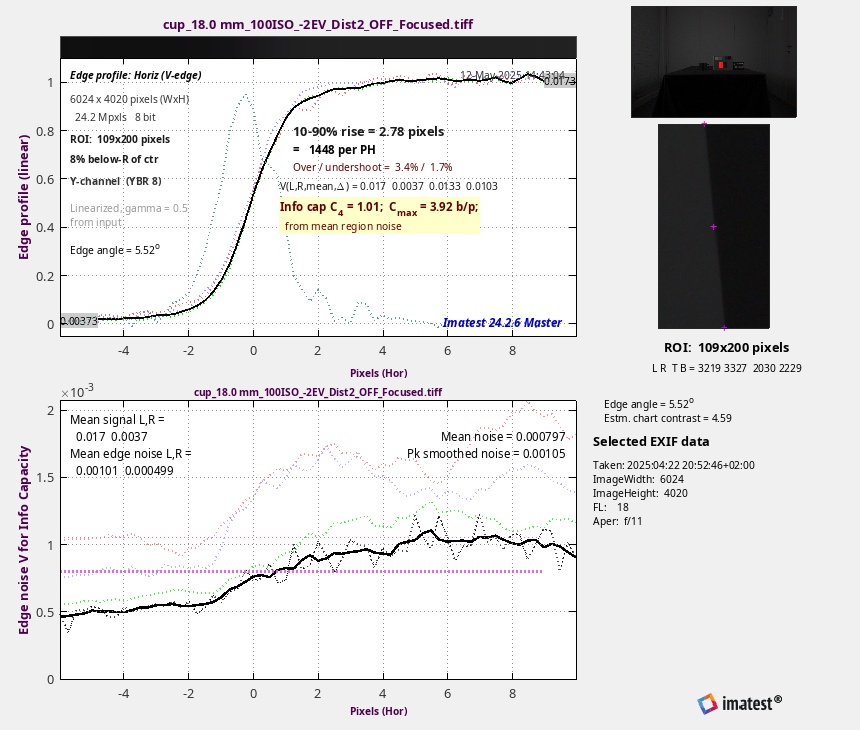 cup_18.0 mm_100ISO_-2EV_Dist2_OFF_Focused.tiff
Edge profile: Horiz (V-edge)
12-May-2025 14:43:04
0.0173
6024 x 4020 pixels (WxH)
24.2 Mpxls   8 bit
ROI:  109x200 pixels
8% below-R of ctr
Y-channel  (YBR 8)
Linearized, gamma = 0.5
from input
Edge angle = 5.52°
10-90% rise = 2.78 pixels
=   1448 per PH
Over / undershoot =  3.4% /  1.7%
V(L,R,mean,Δ) = 0.017  0.0037  0.0133  0.0103
Info cap C4 = 1.01;  Cmax = 3.92 b/p;
from mean region noise
0.00373
Imatest 24.2.6 Master
Edge profile (linear)
1
0.8
0.6
0.4
0.2
0
-4 -2 0 2 4 6 8
Pixels (Hor)
ROI:  109x200 pixels
L R  T B = 3219 3327  2030 2229
×10-3
cup_18.0 mm_100ISO_-2EV_Dist2_OFF_Focused.tiff
Mean signal L,R =
0.017  0.0037
Mean edge noise L,R =
0.00101  0.000499
Mean noise = 0.000797
Pk smoothed noise = 0.00105
Edge noise V for Info Capacity
2
1.5
1
0.5
0
-4 -2 0 2 4 6 8
Pixels (Hor)
Edge angle = 5.52°
Estm. chart contrast = 4.59
Selected EXIF data
Taken: 2025:04:22 20:52:46+02:00
ImageWidth:  6024
ImageHeight:  4020
FL:   18
Aper:  f/11
imatest®